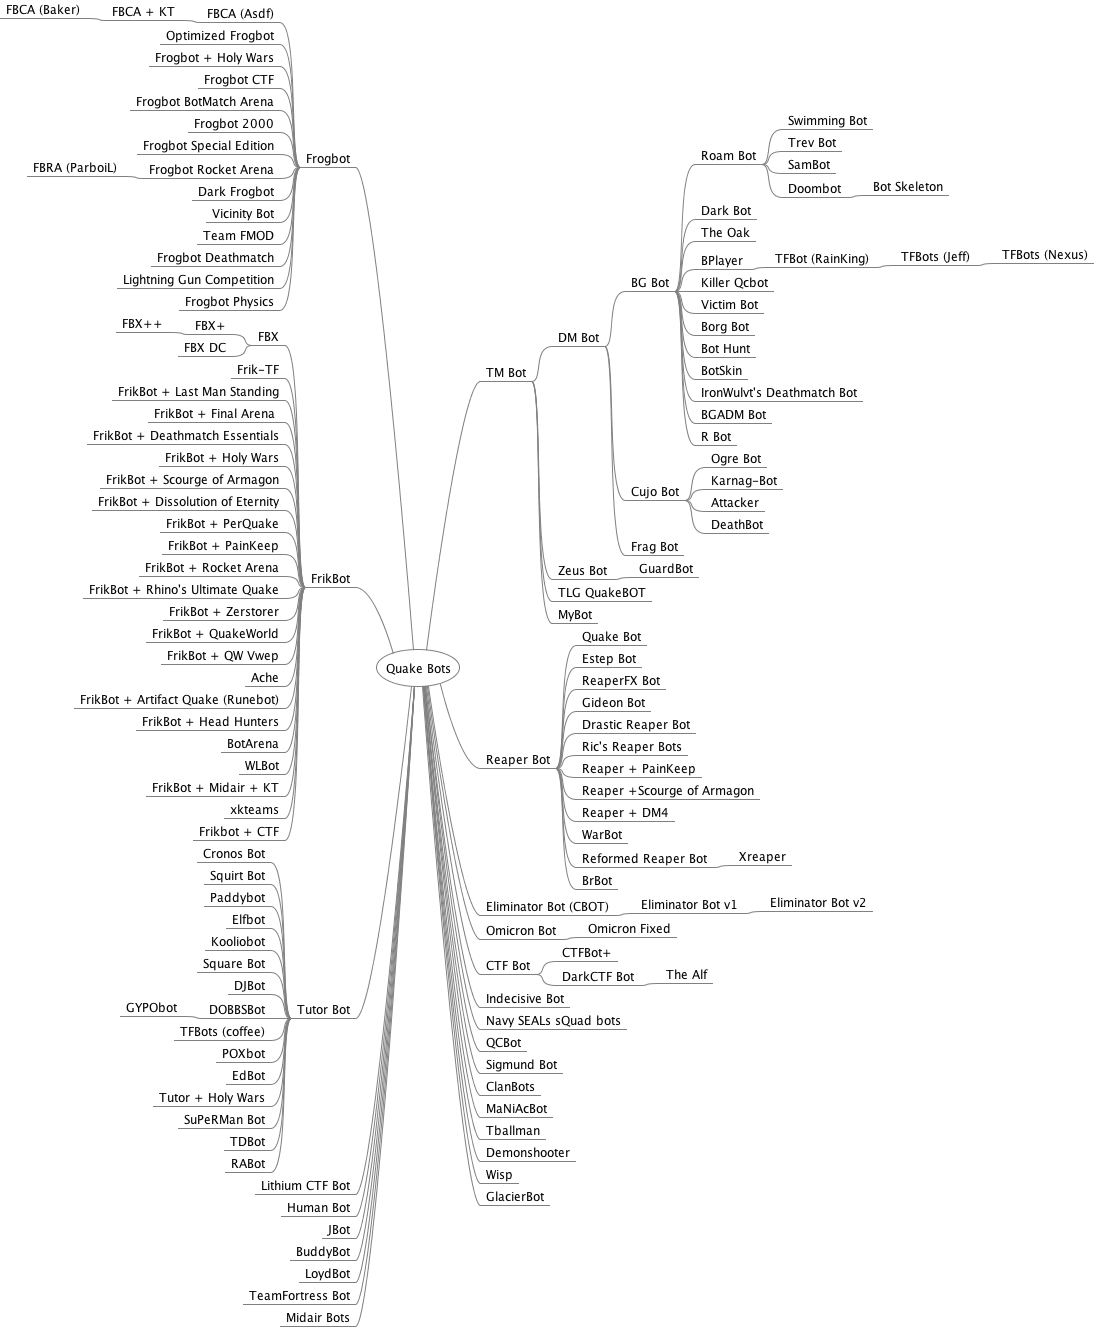 FBCA (Baker)
FBCA + KT
FBCA (Asdf)
Optimized Frogbot
Frogbot + Holy Wars
Frogbot CTF
Frogbot BotMatch Arena
Frogbot 2000
Frogbot Special Edition
FBRA (ParboiL)
Frogbot Rocket Arena
Dark Frogbot
Vicinity Bot
Team FMOD
Frogbot Deathmatch
Lightning Gun Competition
Frogbot Physics
Frogbot
FBX++
FBX+
FBX DC
FBX
Frik-TF
FrikBot + Last Man Standing
FrikBot + Final Arena
FrikBot + Deathmatch Essentials
FrikBot + Holy Wars
FrikBot + Scourge of Armagon
FrikBot + Dissolution of Eternity
FrikBot + PerQuake
FrikBot + PainKeep
FrikBot + Rocket Arena
FrikBot + Rhino's Ultimate Quake
FrikBot + Zerstorer
FrikBot + QuakeWorld
FrikBot + QW Vwep
Ache
FrikBot + Artifact Quake (Runebot)
FrikBot + Head Hunters
BotArena
WLBot
FrikBot + Midair + KT
xkteams
Frikbot + CTF
FrikBot
Cronos Bot
Squirt Bot
Paddybot
Elfbot
Kooliobot
Square Bot
DJBot
GYPObot
DOBBSBot
TFBots (coffee)
POXbot
EdBot
Tutor + Holy Wars
SuPeRMan Bot
TDBot
RABot
Tutor Bot
Lithium CTF Bot
Human Bot
JBot
BuddyBot
LoydBot
TeamFortress Bot
Midair Bots
Quake Bots
TM Bot
DM Bot
BG Bot
Roam Bot
Swimming Bot
Trev Bot
SamBot
Doombot
Bot Skeleton
Dark Bot
The Oak
BPlayer
TFBot (RainKing)
TFBots (Jeff)
TFBots (Nexus)
Killer Qcbot
Victim Bot
Borg Bot
Bot Hunt
BotSkin
IronWulvt's Deathmatch Bot
BGADM Bot
R Bot
Cujo Bot
Ogre Bot
Karnag-Bot
Attacker
DeathBot
Frag Bot
Zeus Bot
GuardBot
TLG QuakeBOT
MyBot
Reaper Bot
Quake Bot
Estep Bot
ReaperFX Bot
Gideon Bot
Drastic Reaper Bot
Ric's Reaper Bots
Reaper + PainKeep
Reaper +Scourge of Armagon
Reaper + DM4
WarBot
Reformed Reaper Bot
Xreaper
BrBot
Eliminator Bot (CBOT)
Eliminator Bot v1
Eliminator Bot v2
Omicron Bot
Omicron Fixed
CTF Bot
CTFBot+
DarkCTF Bot
The Alf
Indecisive Bot
Navy SEALs sQuad bots
QCBot
Sigmund Bot
ClanBots
MaNiAcBot
Tballman
Demonshooter
Wisp
GlacierBot